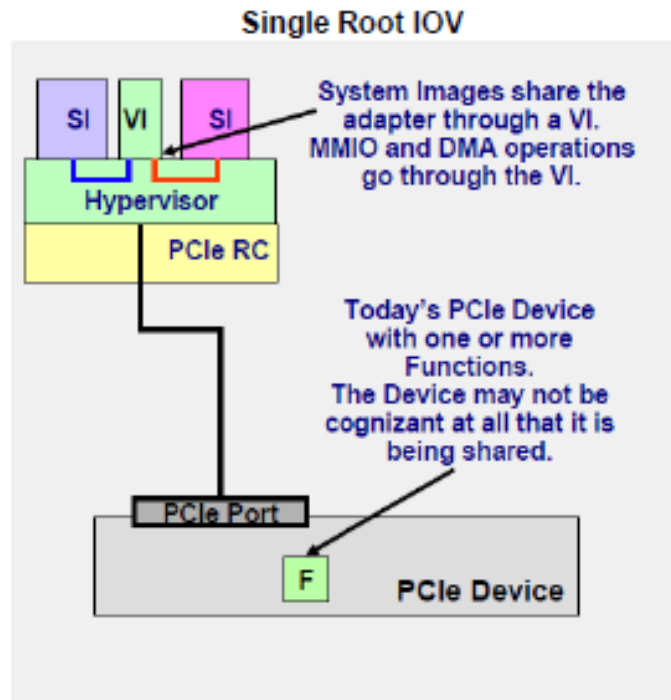 Single Root IOV
SI
VI
SI
System Images share the
adapter through a VI.
MMIO and DMA operations
go through the VI.
Hypervisor
PCIe RC
Today's PCIe Device
with one or more
Functions.
The Device may not be
cognizant at all that it is
being shared.
PCIe Port
F
PCIe Device